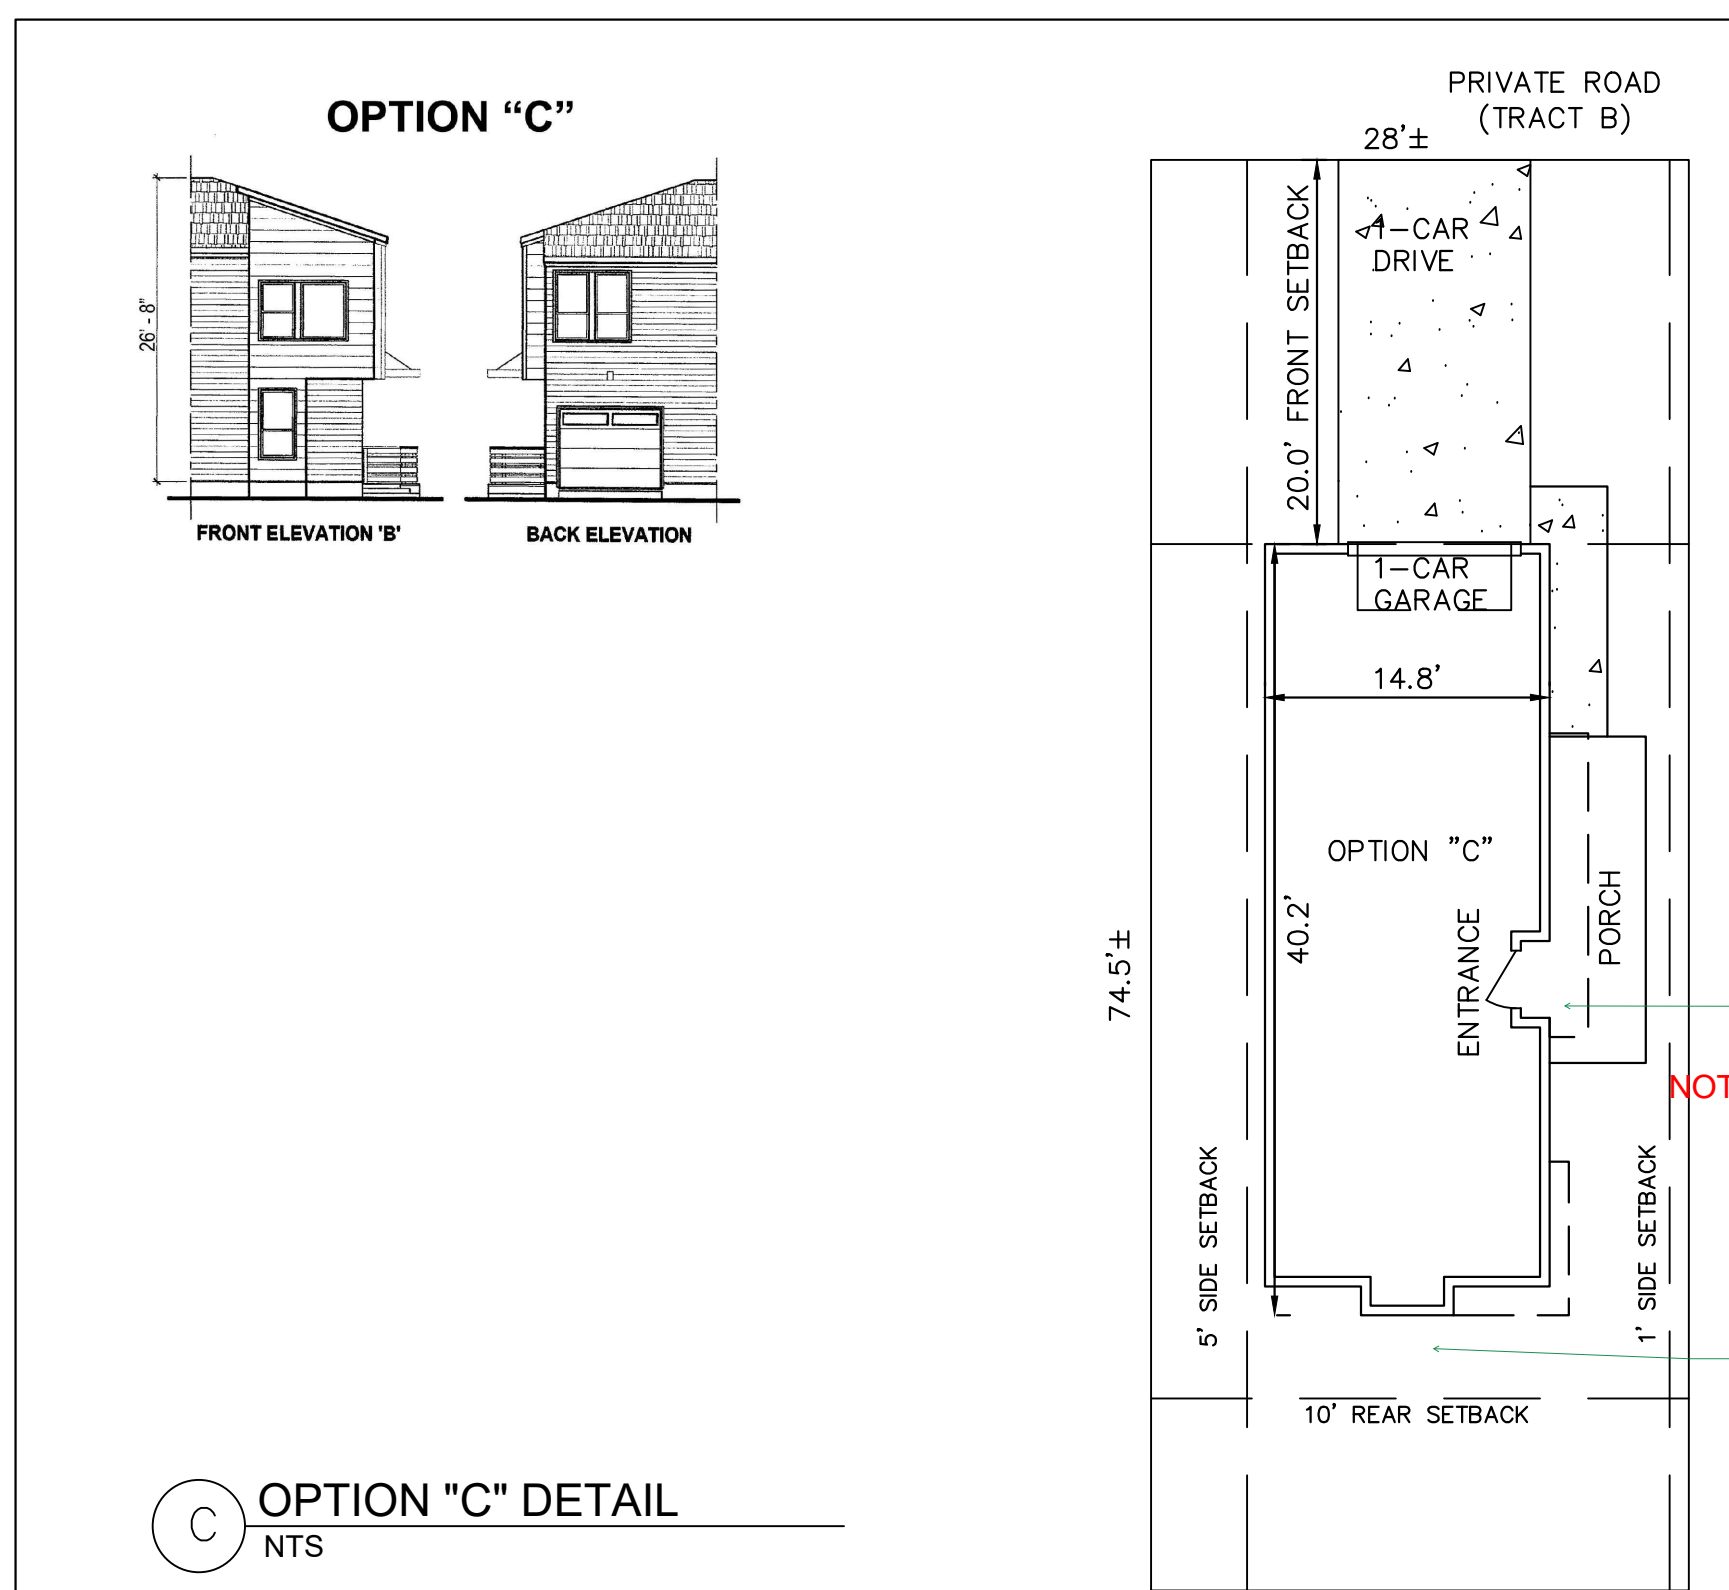 OPTION “C”
26' - 8"
FRONT ELEVATION 'B'
BACK ELEVATION
PRIVATE ROAD
(TRACT B)
28'±
20.0' FRONT SETBACK
1-CAR
DRIVE
1-CAR
GARAGE
14.8'
OPTION "C"
40.2'
ENTRANCE
PORCH
74.5'±
NOT
5' SIDE SETBACK
1' SIDE SETBACK
10' REAR SETBACK
C
OPTION "C" DETAIL
NTS